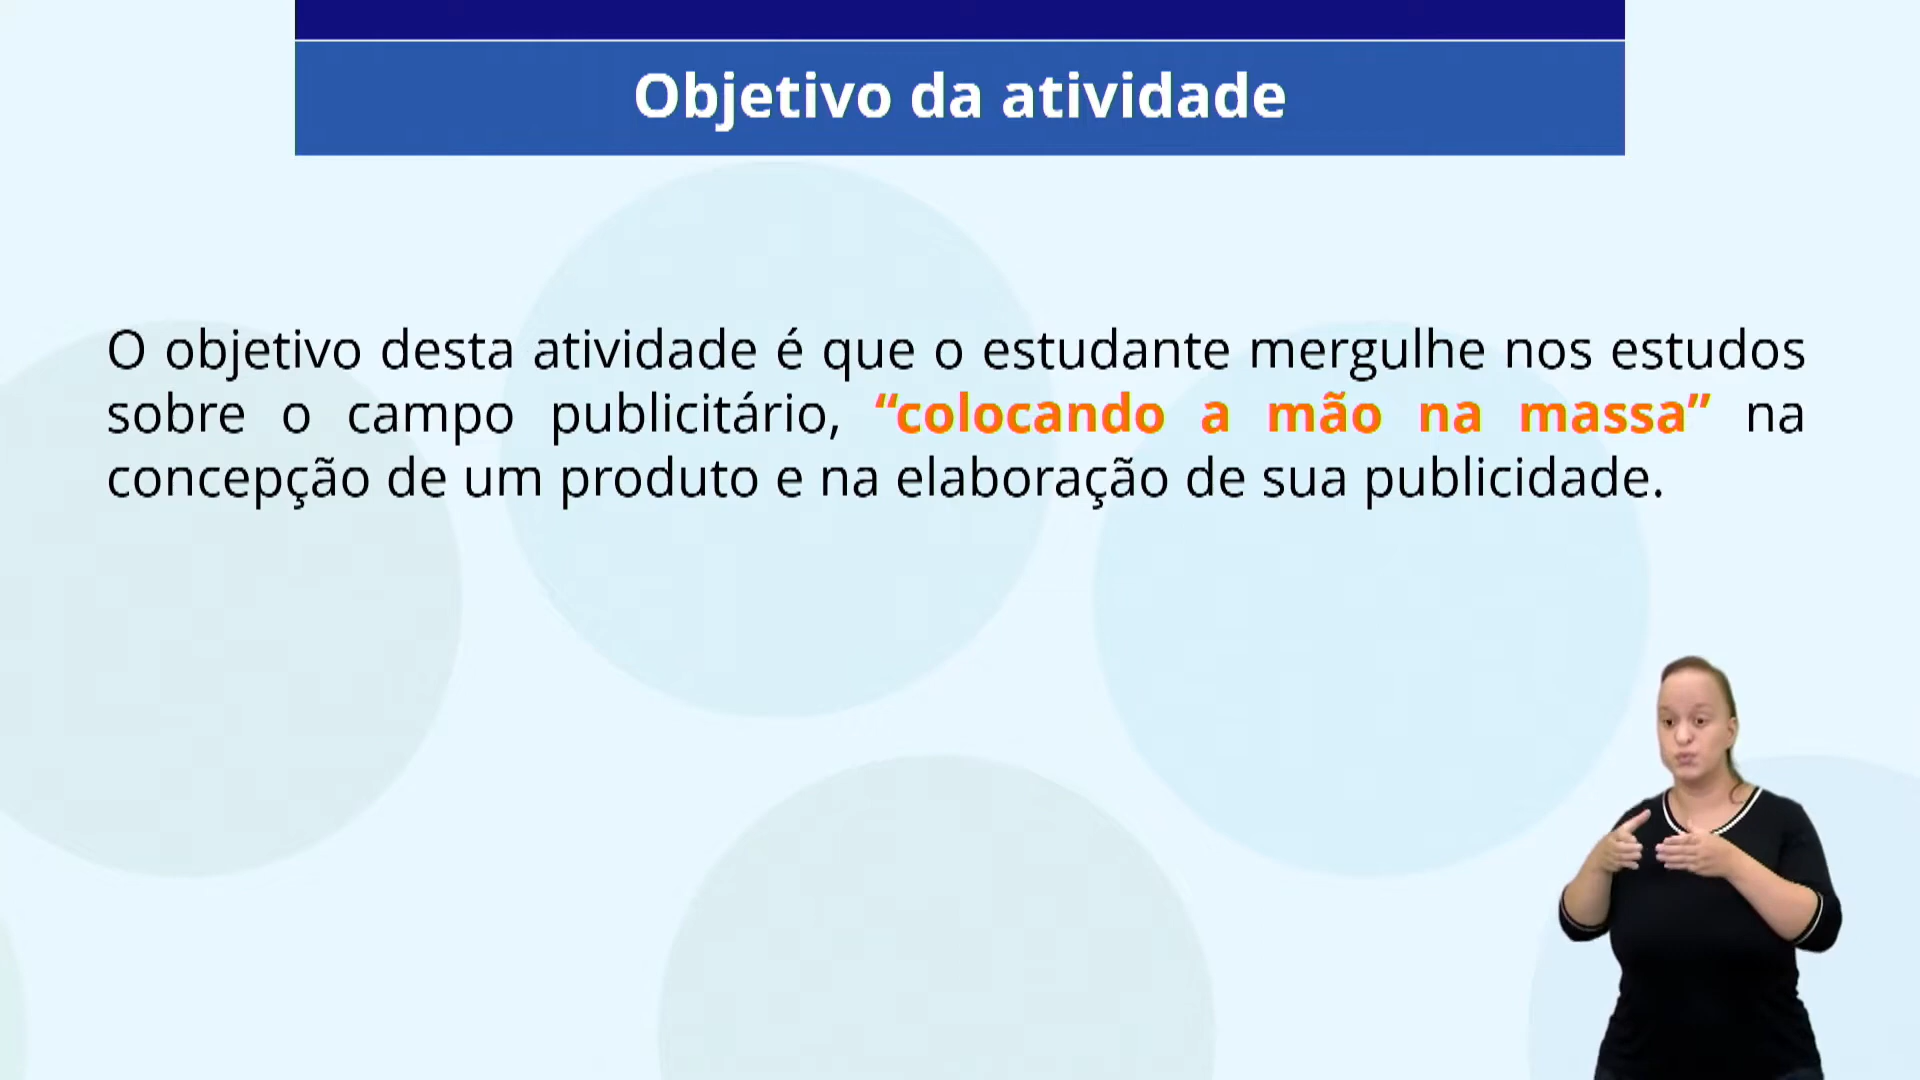 Objetivo da atividade
O objetivo desta atividade é que o estudante mergulhe nos estudos
sobre o campo publicitário, “colocando a mão na massa” na
concepção de um produto e na elaboração de sua publicidade.